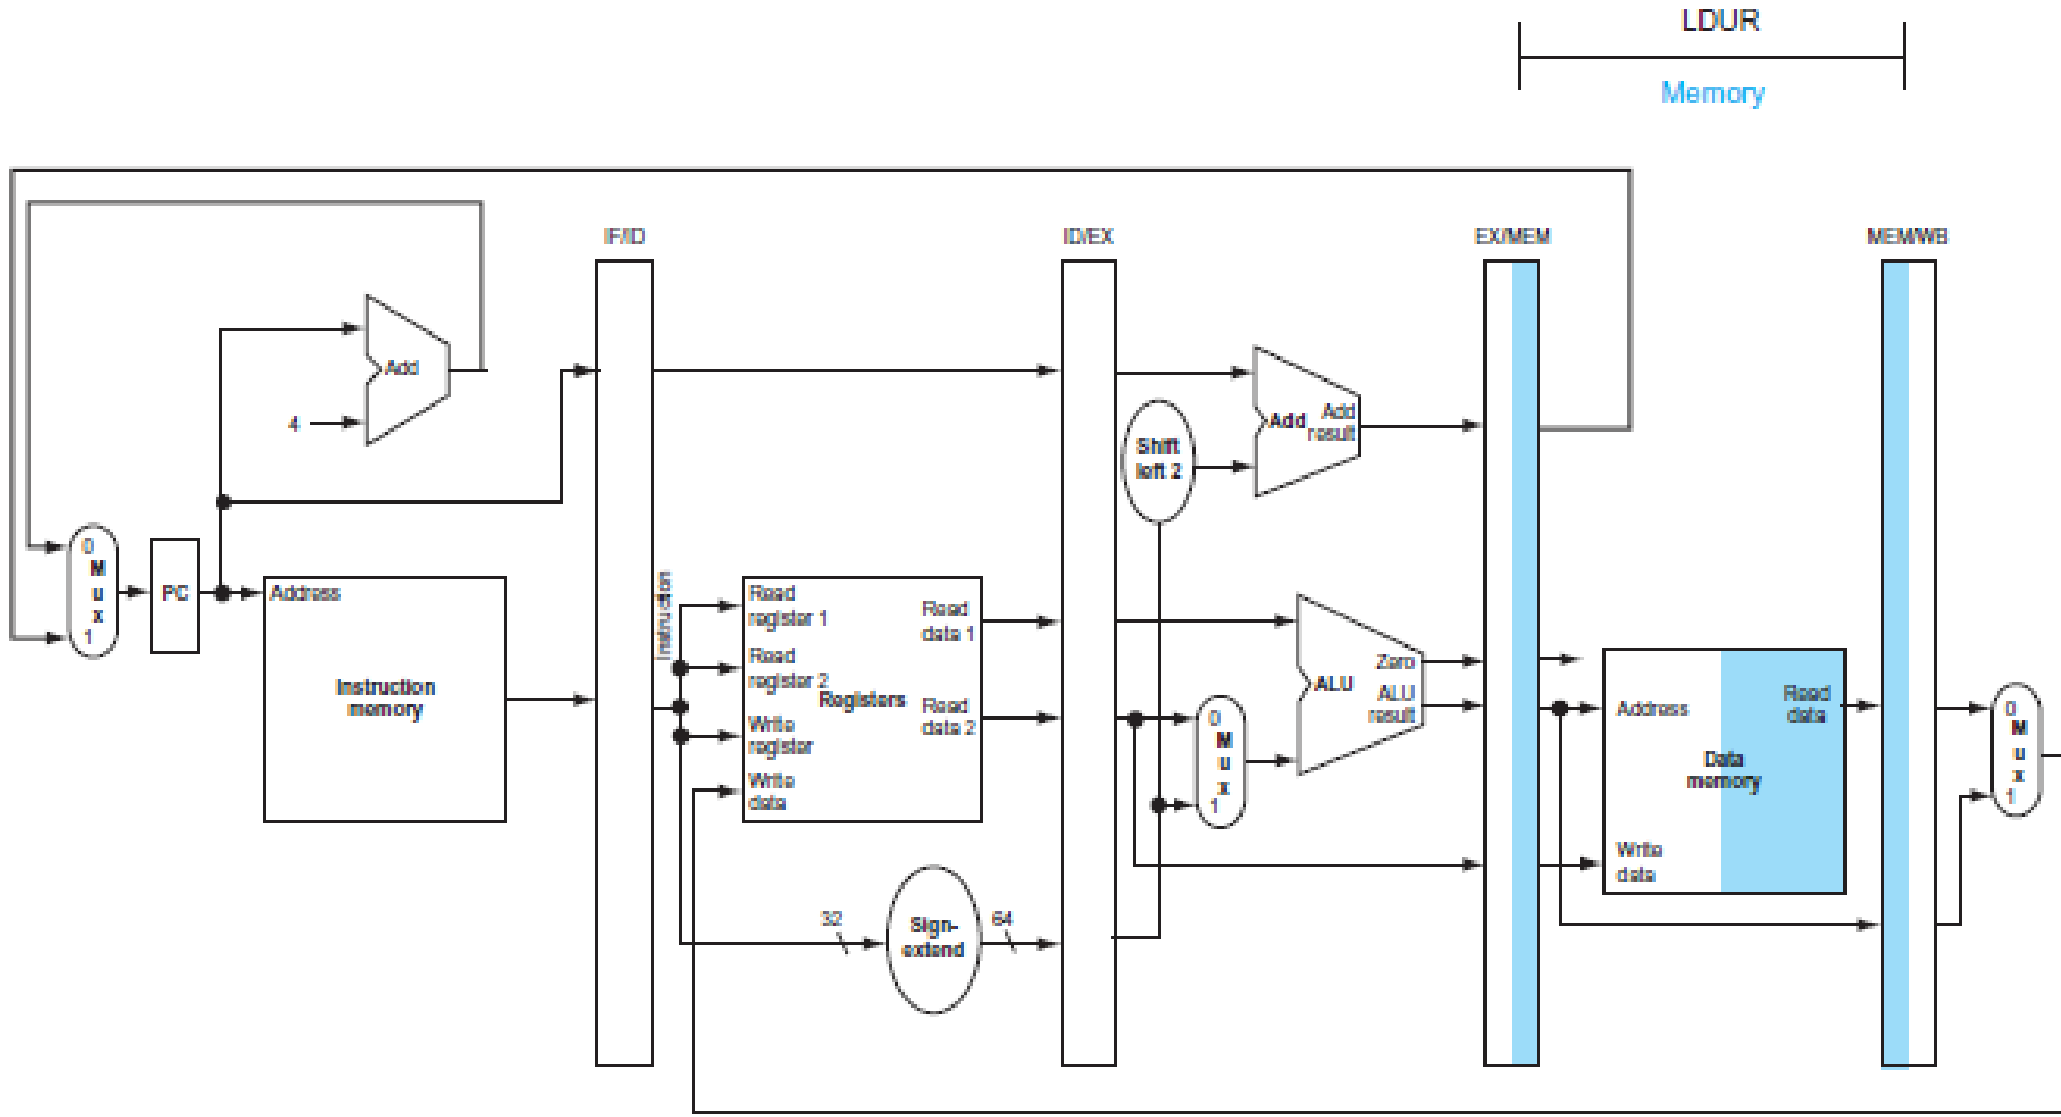 LDUR
Memory
IF/ID
ID/EX
EX/MEM
MEM/WB
Add
4
Add
Add
result
Shift
left 2
0
M
u
x
1
PC
Address
Instruction
memory
Instruction
Read
register 1
Read
register 2
Write
register
Write
data
Registers
Read
data 1
Read
data 2
0
M
u
x
1
Zero
ALU
ALU
result
Address
Read
data
Data
memory
Write
data
0
M
u
x
1
32
Sign-
extend
64